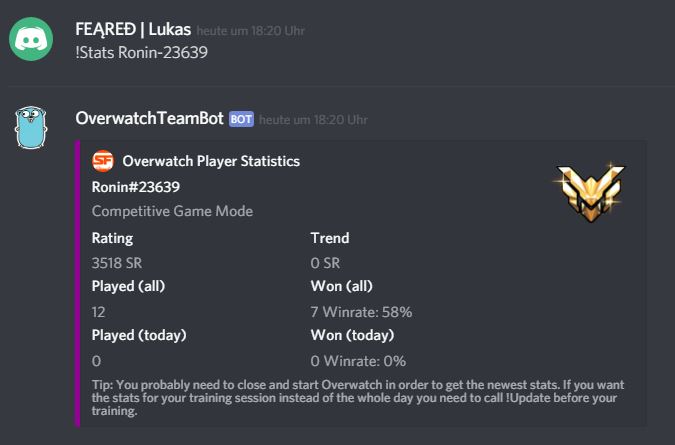 FEĄREĐ | Lukas heute um 18:20 Uhr
!Stats Ronin-23639
OverwatchTeamBot BOT heute um 18:20 Uhr
SF Overwatch Player Statistics
Ronin#23639
Competitive Game Mode
Rating Trend
3518 SR 0 SR
Played (all) Won (all)
12 7 Winrate: 58%
Played (today) Won (today)
0 0 Winrate: 0%
Tip: You probably need to close and start Overwatch in order to get the newest stats. If you want
the stats for your training session instead of the whole day you need to call !Update before your
training.